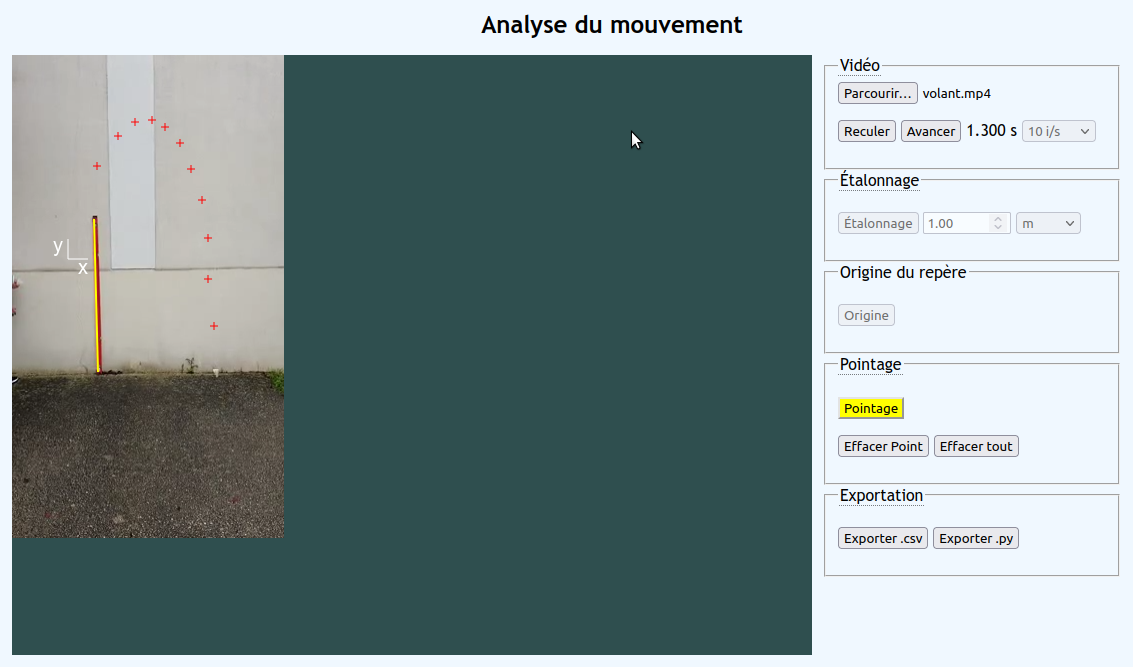 Analyse du mouvement
y
x
Vidéo
Parcourir... volant.mp4
Reculer Avancer 1.300 s 10 i/s
Étalonnage
Étalonnage 1.00 m
Origine du repère
Origine
Pointage
Pointage
Effacer Point Effacer tout
Exportation
Exporter .csv Exporter .py